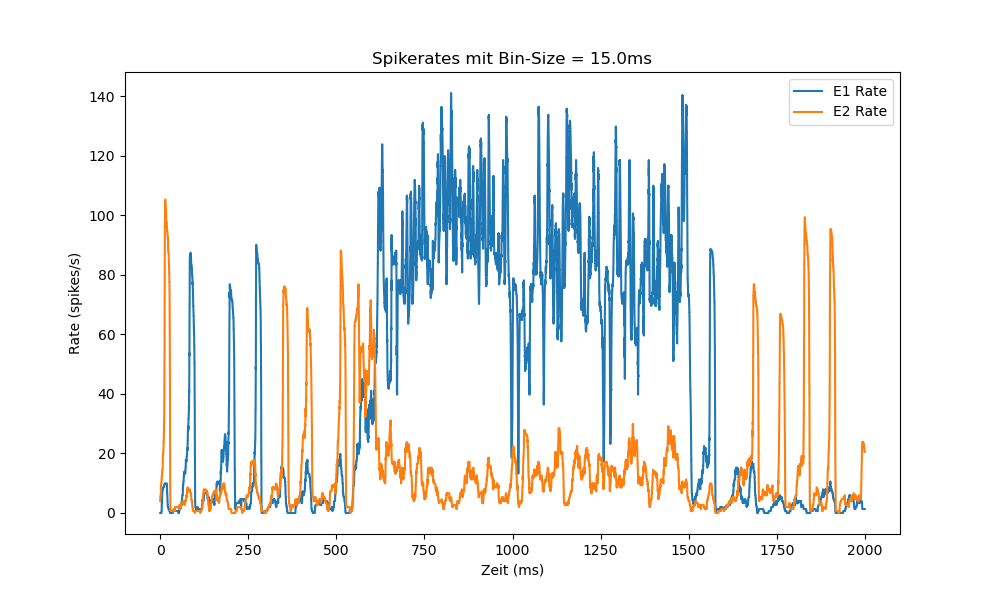 Spikerates mit Bin-Size = 15.0ms
E1 Rate
E2 Rate
140
120
100
80
60
40
20
0
Rate (spikes/s)
0 250 500 750 1000 1250 1500 1750 2000
Zeit (ms)